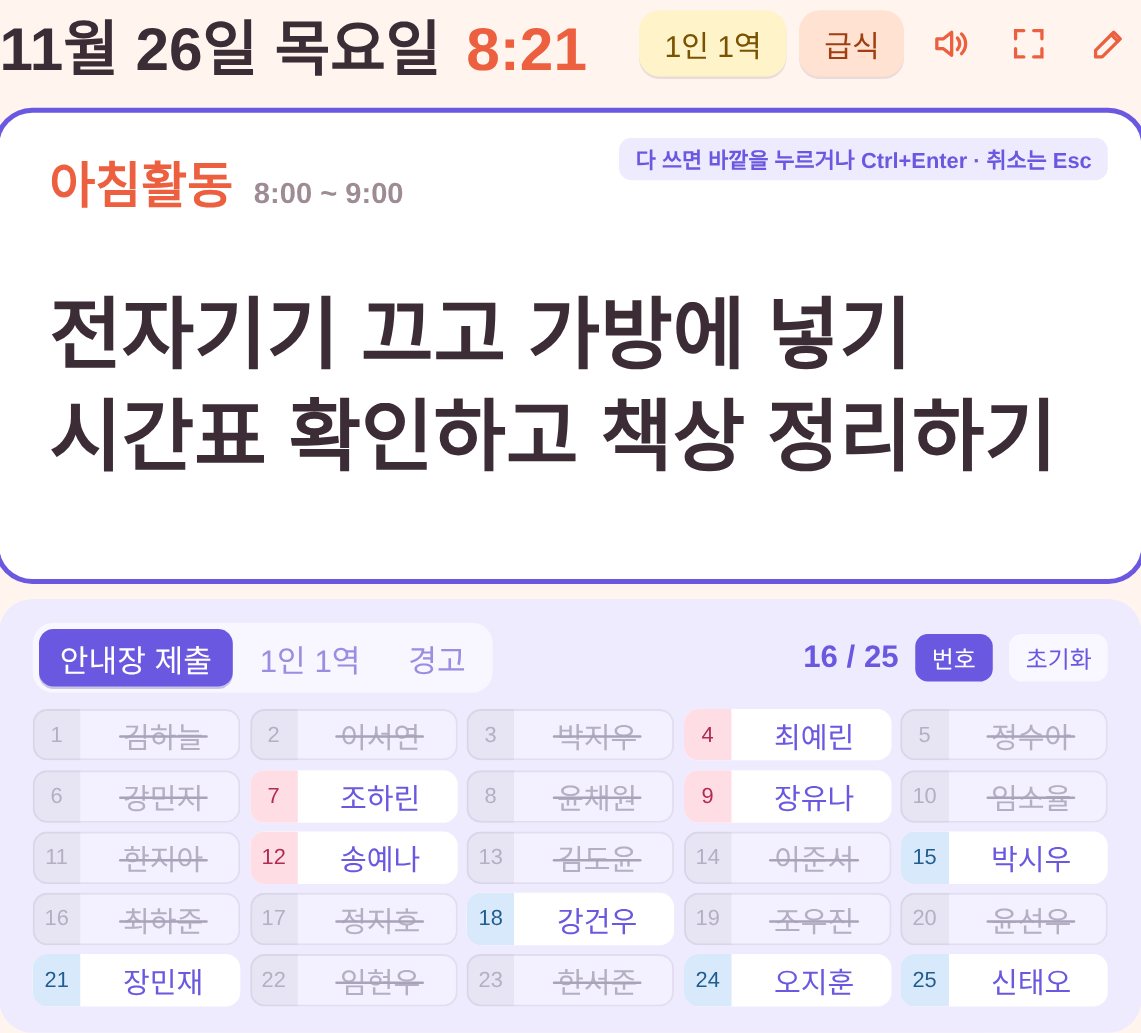 11월 26일 목요일 8:21 1인 1역 급식
다 쓰면 바깥을 누르거나 Ctrl+Enter · 취소는 Esc
아침활동 8:00 ~ 9:00
전자기기 끄고 가방에 넣기
시간표 확인하고 책상 정리하기
안내장 제출 1인 1역 경고 16 / 25 번호 초기화
1 김하늘 2 이서연 3 박지우 4 최예린 5 정수아
6 강민지 7 조하린 8 윤채원 9 장유나 10 임소율
11 한지아 12 송예나 13 김도윤 14 이준서 15 박시우
16 최하준 17 정지호 18 강건우 19 조우진 20 윤선우
21 장민재 22 임현우 23 한서준 24 오지훈 25 신태오